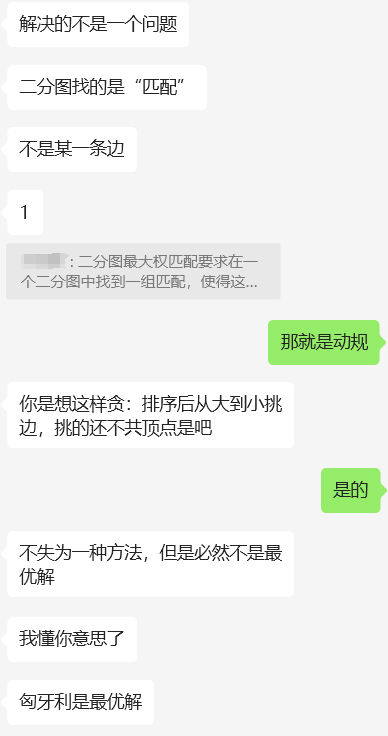 解决的不是一个问题
二分图找的是“匹配”
不是某一条边
1
: 二分图最大权匹配要求在一
个二分图中找到一组匹配，使得这...
那就是动规
你是想这样贪：排序后从大到小挑
边，挑的还不共顶点是吧
是的
不失为一种方法，但是必然不是最
优解
我懂你意思了
匈牙利是最优解